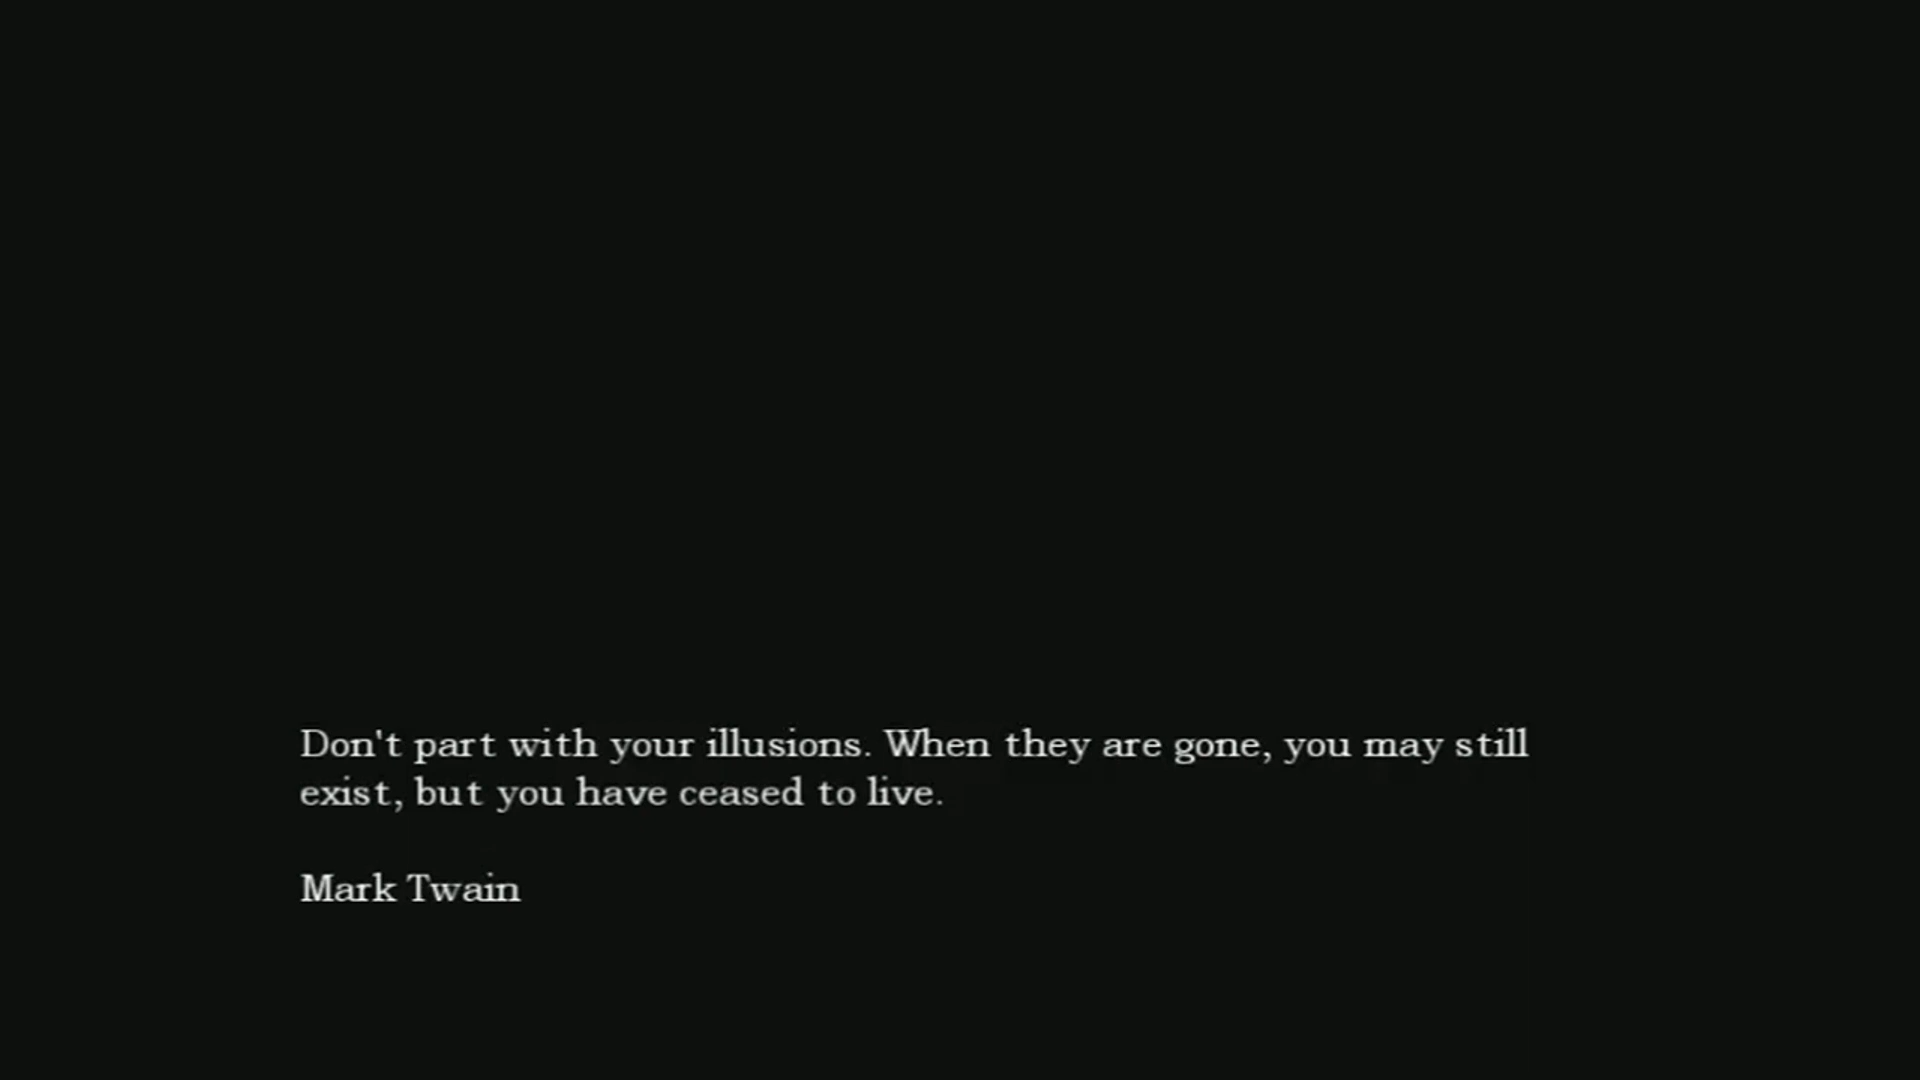 Don't part with your illusions. When they are gone, you may still
exist, but you have ceased to live.
Mark Twain